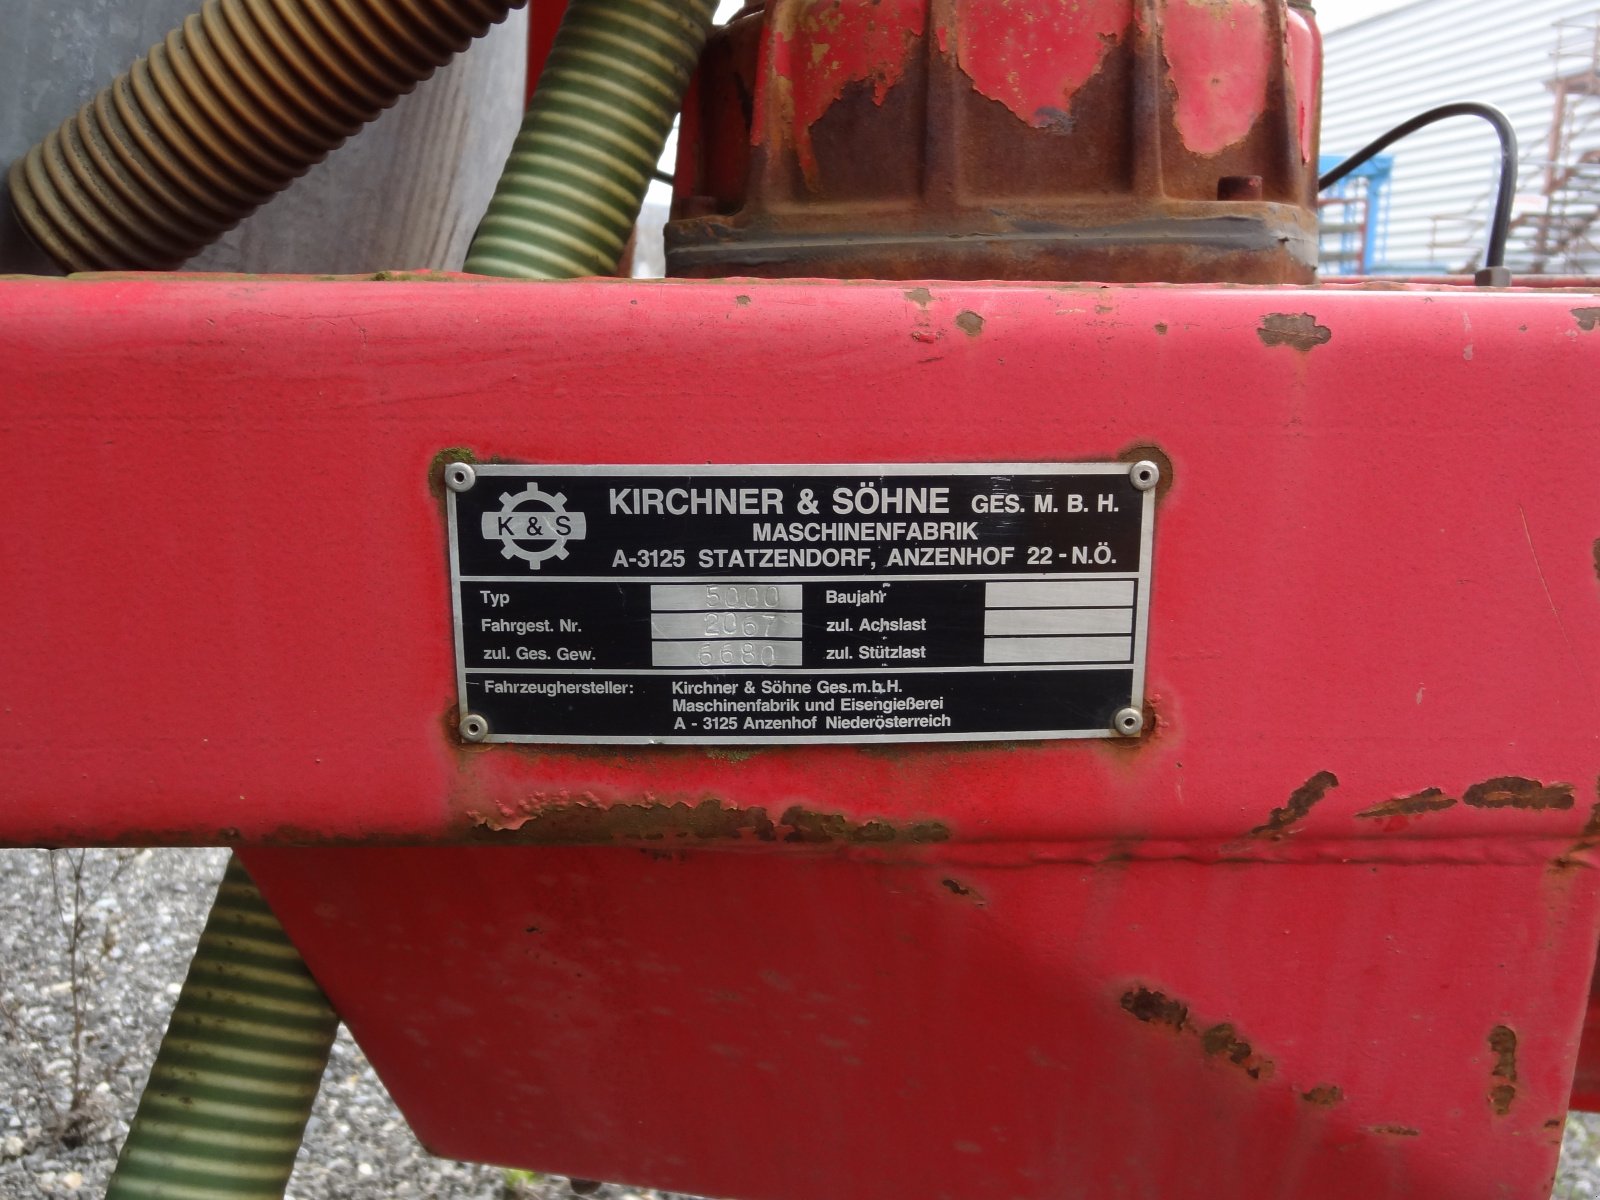 K & S
KIRCHNER & SÖHNE GES. M. B. H.
MASCHINENFABRIK
A-3125 STATZENDORF, ANZENHOF 22 - N.Ö.
Typ 5000 Baujahr
Fahrgest. Nr. 2067 zul. Achslast
zul. Ges. Gew. 6680 zul. Stützlast
Fahrzeughersteller: Kirchner & Söhne Ges.m.b.H.
Maschinenfabrik und Eisengießerei
A - 3125 Anzenhof Niederösterreich